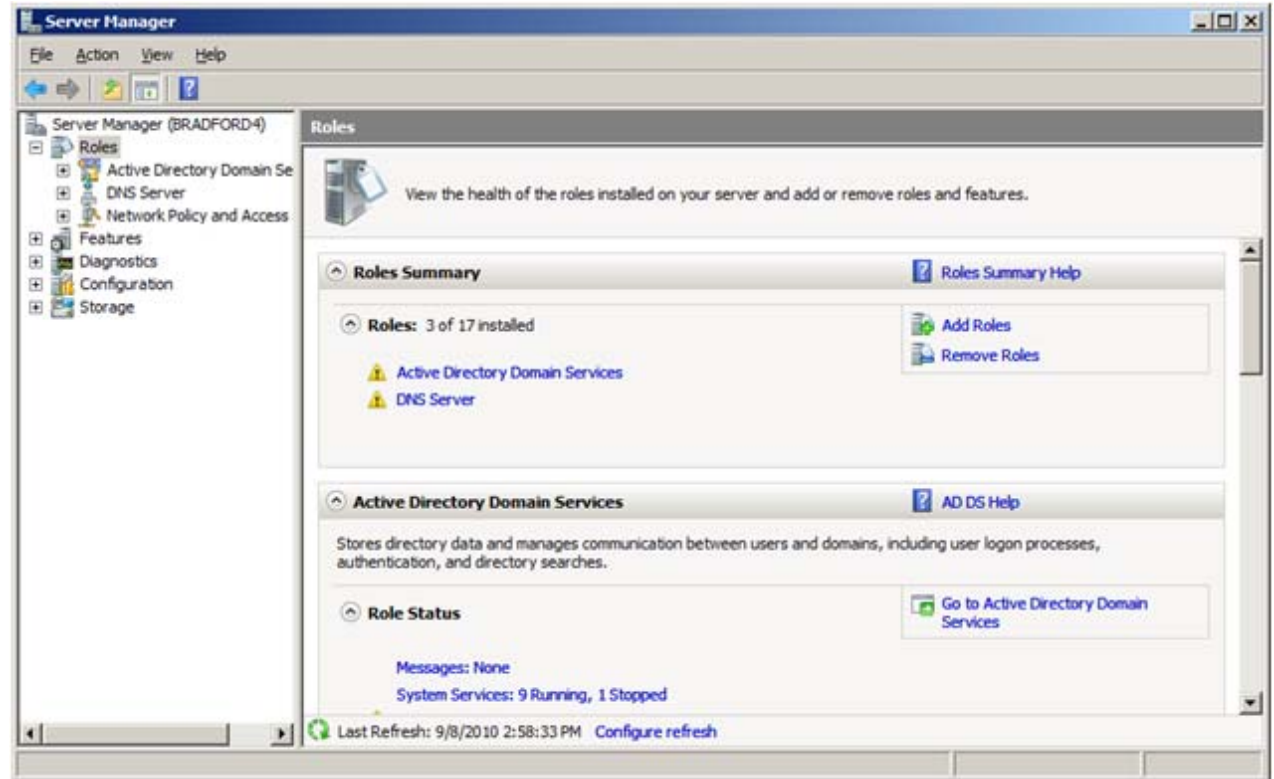 Server Manager
File Action View Help
Server Manager (BRADFORD4)
Roles
Active Directory Domain Se
DNS Server
Network Policy and Access
Features
Diagnostics
Configuration
Storage
Roles
View the health of the roles installed on your server and add or remove roles and features.
Roles Summary
Roles Summary Help
Roles: 3 of 17 installed
Add Roles
Remove Roles
Active Directory Domain Services
DNS Server
Active Directory Domain Services
AD DS Help
Stores directory data and manages communication between users and domains, including user logon processes,
authentication, and directory searches.
Role Status
Go to Active Directory Domain
Services
Messages: None
System Services: 9 Running, 1 Stopped
Last Refresh: 9/8/2010 2:58:33 PM Configure refresh